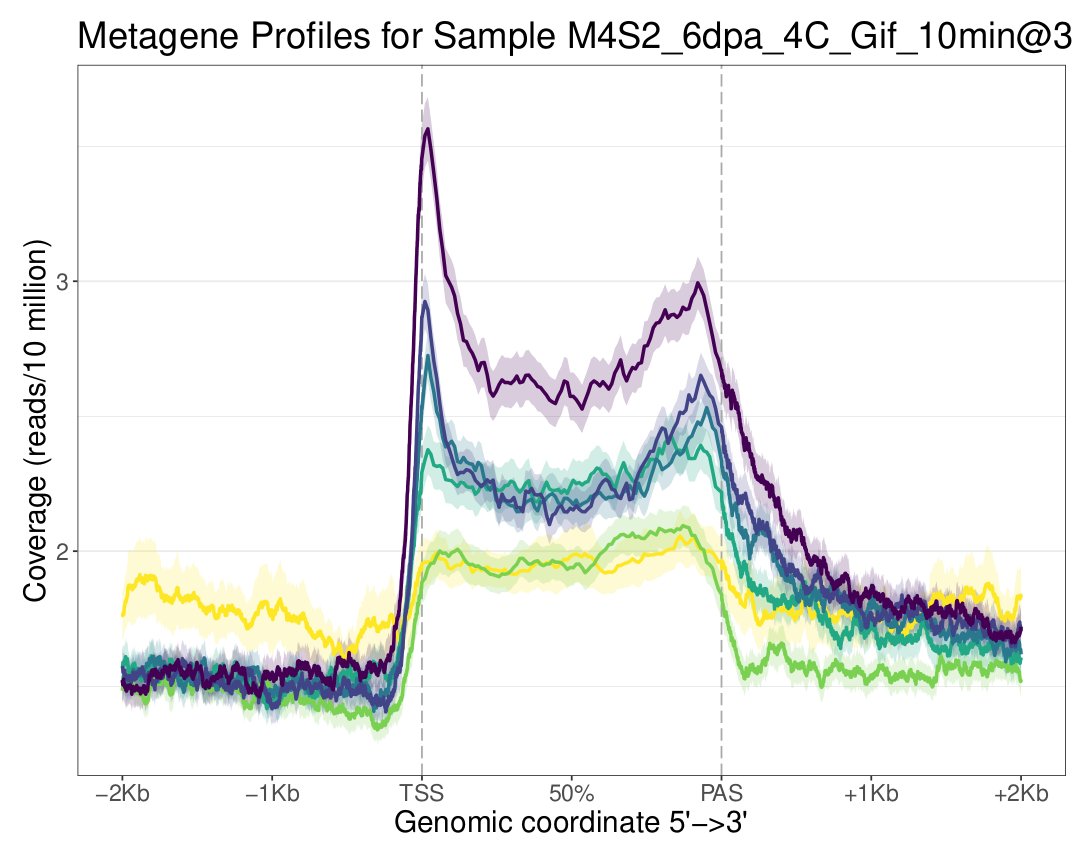 Metagene Profiles for Sample M4S2_6dpa_4C_Gif_10min@3
Coverage (reads/10 million)
3
2
−2Kb −1Kb TSS 50% PAS +1Kb +2Kb
Genomic coordinate 5'−>3'